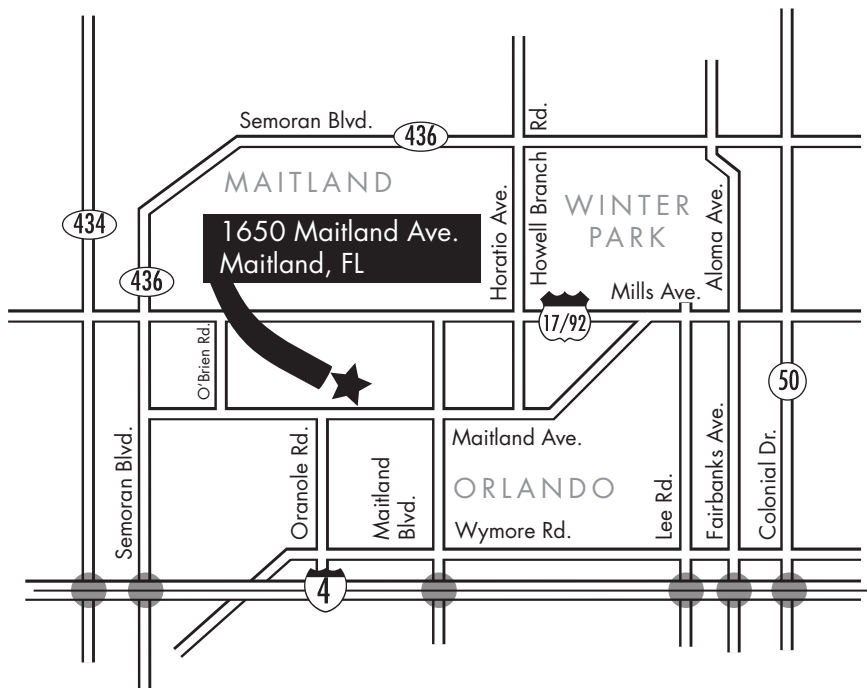 Semoran Blvd.
436
Howell Branch Rd.
MAITLAND
434
1650 Maitland Ave.
Maitland, FL
Horatio Ave.
WINTER
PARK
Aloma Ave.
436
Mills Ave.
17/92
O'Brien Rd.
50
Maitland Ave.
Semoran Blvd.
Oranole Rd.
Maitland
Blvd.
ORLANDO
Wymore Rd.
Lee Rd.
Fairbanks Ave.
Colonial Dr.
4